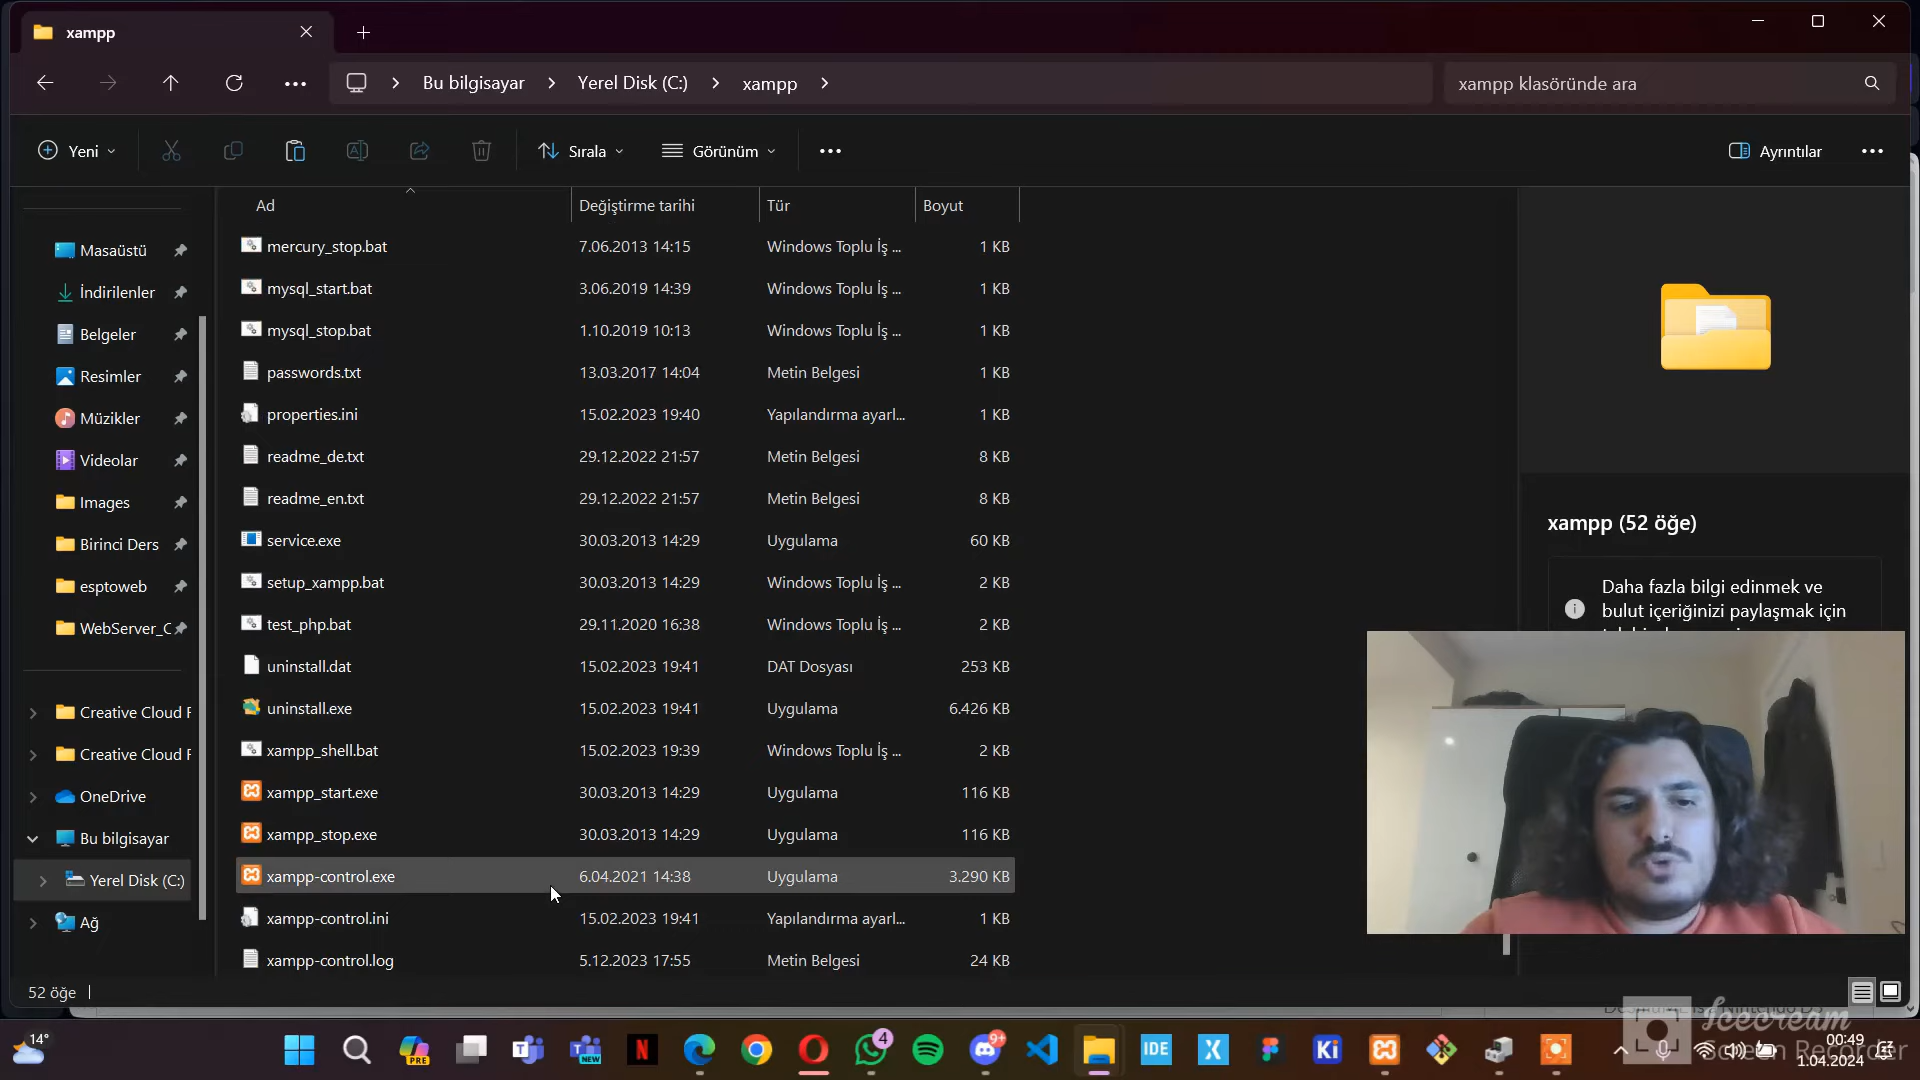 xampp
Bu bilgisayar
Yerel Disk (C:)
xampp
xampp klasöründe ara
Yeni
Sırala
Görünüm
Ayrıntılar
Ad
Değiştirme tarihi
Tür
Boyut
Masaüstü
İndirilenler
Belgeler
Resimler
Müzikler
Videolar
Images
Birinci Ders
esptoweb
WebServer_C
Creative Cloud F
Creative Cloud F
OneDrive
Bu bilgisayar
Yerel Disk (C:)
Ağ
mercury_stop.bat 7.06.2013 14:15 Windows Toplu İş ... 1 KB
mysql_start.bat 3.06.2019 14:39 Windows Toplu İş ... 1 KB
mysql_stop.bat 1.10.2019 10:13 Windows Toplu İş ... 1 KB
passwords.txt 13.03.2017 14:04 Metin Belgesi 1 KB
properties.ini 15.02.2023 19:40 Yapılandırma ayarl... 1 KB
readme_de.txt 29.12.2022 21:57 Metin Belgesi 8 KB
readme_en.txt 29.12.2022 21:57 Metin Belgesi 8 KB
service.exe 30.03.2013 14:29 Uygulama 60 KB
setup_xampp.bat 30.03.2013 14:29 Windows Toplu İş ... 2 KB
test_php.bat 29.11.2020 16:38 Windows Toplu İş ... 2 KB
uninstall.dat 15.02.2023 19:41 DAT Dosyası 253 KB
uninstall.exe 15.02.2023 19:41 Uygulama 6.426 KB
xampp_shell.bat 15.02.2023 19:39 Windows Toplu İş ... 2 KB
xampp_start.exe 30.03.2013 14:29 Uygulama 116 KB
xampp_stop.exe 30.03.2013 14:29 Uygulama 116 KB
xampp-control.exe 6.04.2021 14:38 Uygulama 3.290 KB
xampp-control.ini 15.02.2023 19:41 Yapılandırma ayarl... 1 KB
xampp-control.log 5.12.2023 17:55 Metin Belgesi 24 KB
xampp (52 öğe)
Daha fazla bilgi edinmek ve
bulut içeriğinizi paylaşmak için
52 öğe
14°
PRE
T
NEW
N
4
9+
IDE
X
Ki
Icecream
Screen Recorder
00:49
1.04.2024